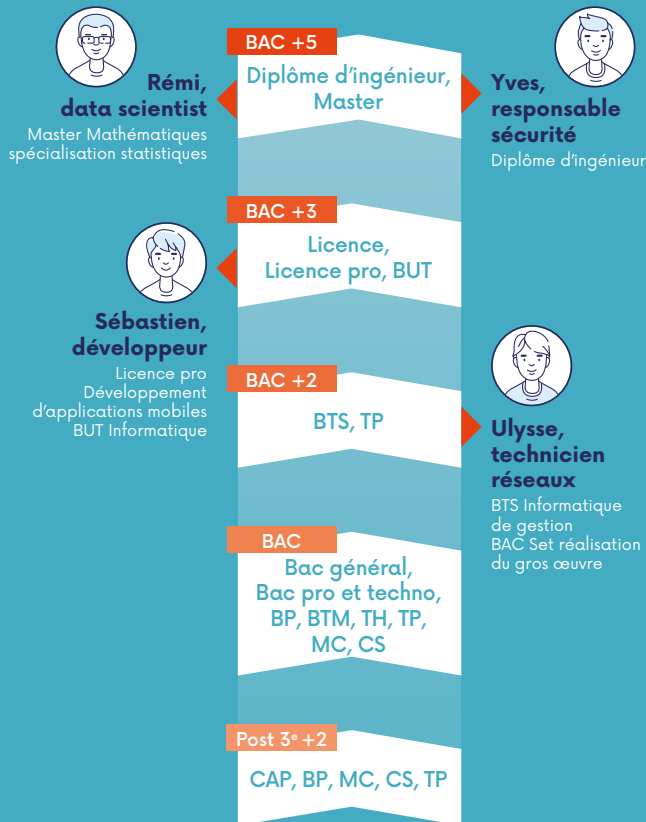 BAC +5
Diplôme d’ingénieur,
Master
Rémi,
data scientist
Master Mathématiques
spécialisation statistiques
Yves,
responsable
sécurité
Diplôme d’ingénieur
BAC +3
Licence,
Licence pro, BUT
Sébastien,
développeur
Licence pro
Développement
d’applications mobiles
BUT Informatique
BAC +2
BTS, TP
Ulysse,
technicien
réseaux
BTS Informatique
de gestion
BAC Set réalisation
du gros œuvre
BAC
Bac général,
Bac pro et techno,
BP, BTM, TH, TP,
MC, CS
Post 3ᵉ +2
CAP, BP, MC, CS, TP